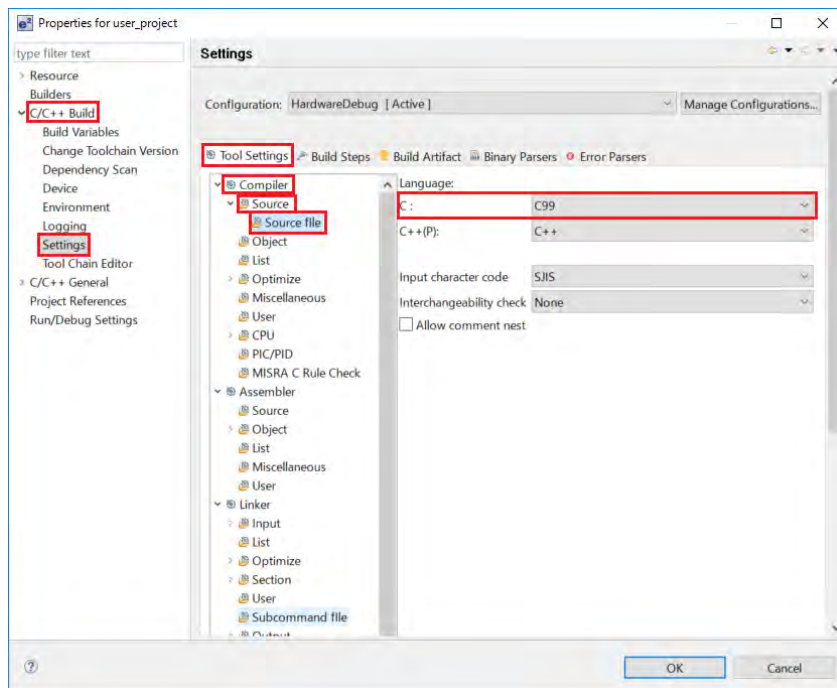 e² Properties for user_project
type filter text
Settings
Resource
Builders
C/C++ Build
Build Variables
Change Toolchain Version
Dependency Scan
Device
Environment
Logging
Settings
Tool Chain Editor
C/C++ General
Project References
Run/Debug Settings
Configuration: HardwareDebug [ Active ] Manage Configurations...
Tool Settings Build Steps Build Artifact Binary Parsers Error Parsers
Compiler
Source
Source file
Object
List
Optimize
Miscellaneous
User
CPU
PIC/PID
MISRA C Rule Check
Assembler
Source
Object
List
Miscellaneous
User
Linker
Input
List
Optimize
Section
User
Subcommand file
Output
Language:
C : C99
C++(P): C++
Input character code SJIS
Interchangeability check None
Allow comment nest
? OK Cancel